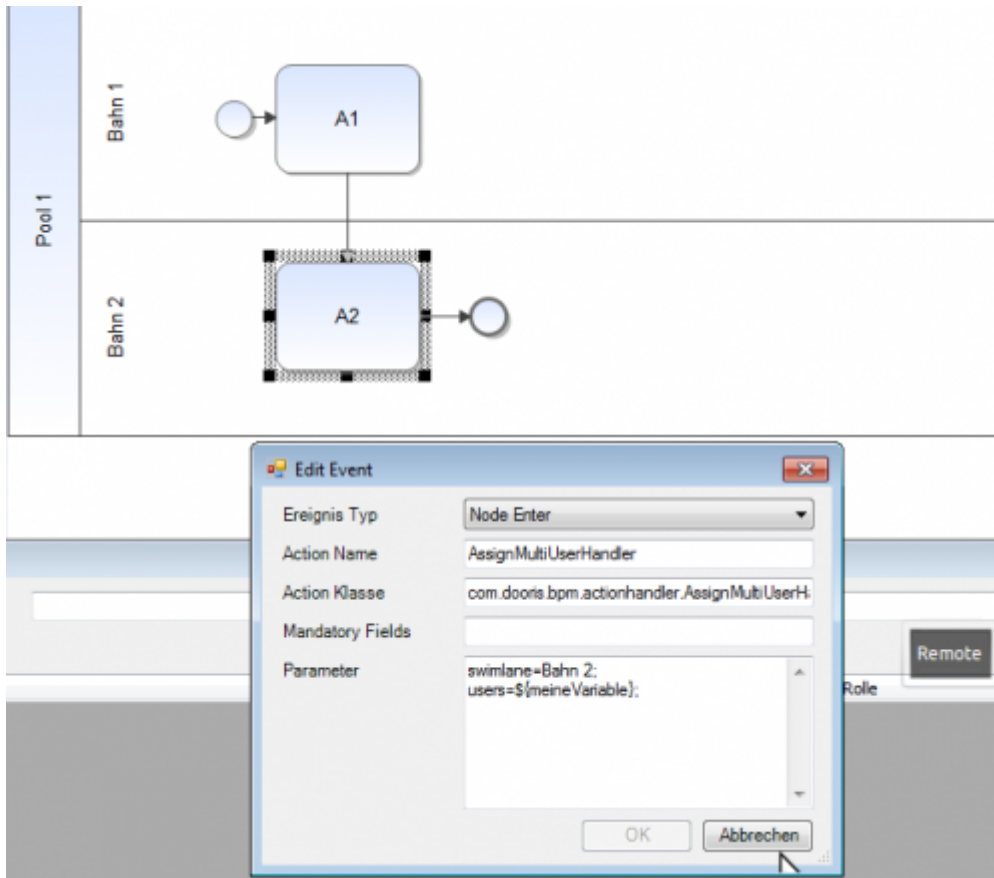 Pool 1
Bahn 1
A1
Bahn 2
A2
Edit Event
Ereignis Typ
Node Enter
Action Name
AssignMultiUserHandler
Action Klasse
com.dooris.bpm.actionhandler.AssignMultiUserH
Mandatory Fields
Parameter
swimlane=Bahn 2;
users=${meineVariable};
Remote
Rolle
OK
Abbrechen